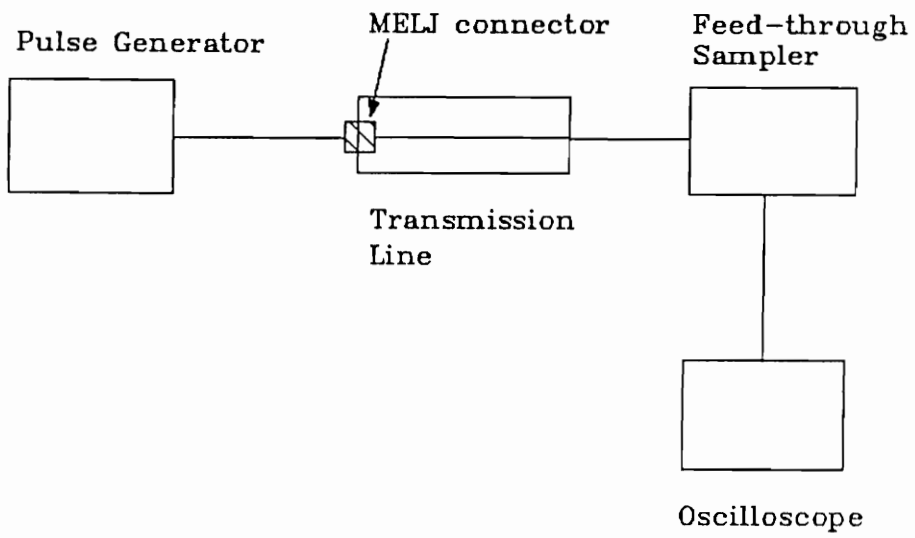 Pulse Generator
MELJ connector
Feed-through
Sampler
Transmission
Line
Oscilloscope